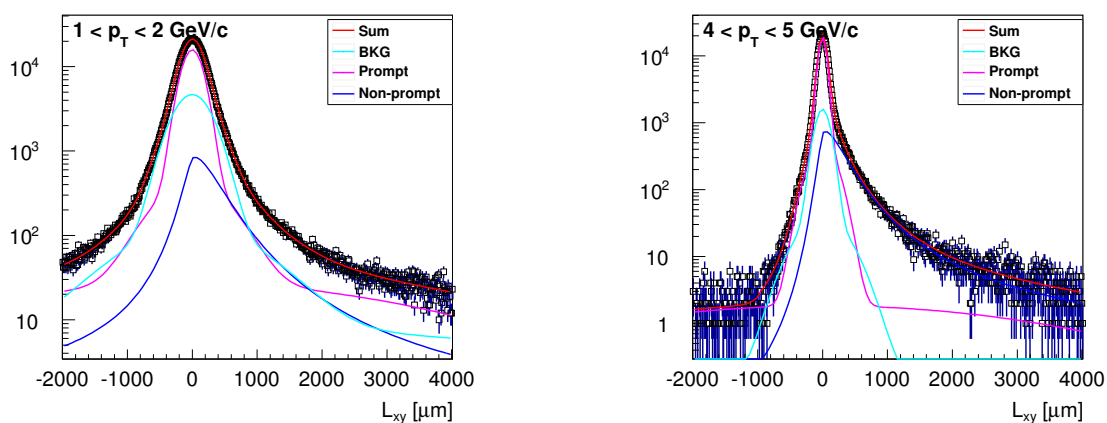 1 < pT < 2 GeV/c
Sum
BKG
Prompt
Non-prompt
10^4
10^3
10^2
10
-2000 -1000 0 1000 2000 3000 4000
Lxy [μm]
4 < pT < 5 GeV/c
Sum
BKG
Prompt
Non-prompt
10^4
10^3
10^2
10
1
-2000 -1000 0 1000 2000 3000 4000
Lxy [μm]